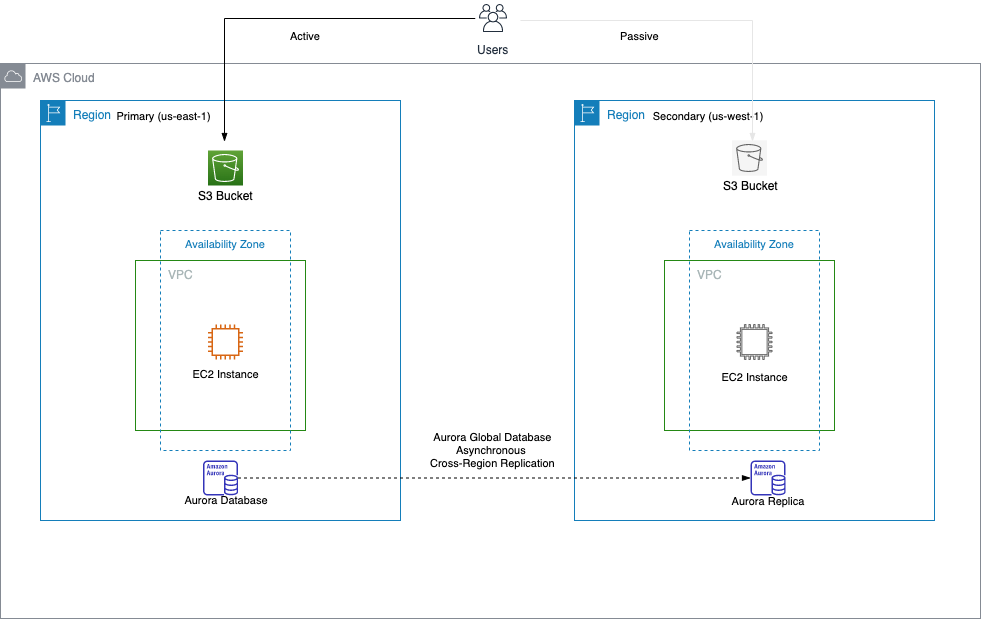 Active
Passive
Users
AWS Cloud
Region Primary (us-east-1)
Region Secondary (us-west-1)
S3 Bucket
S3 Bucket
Availability Zone
Availability Zone
VPC
VPC
EC2 Instance
EC2 Instance
Aurora Global Database
Asynchronous
Cross-Region Replication
Amazon
Aurora
Aurora Database
Amazon
Aurora
Aurora Replica